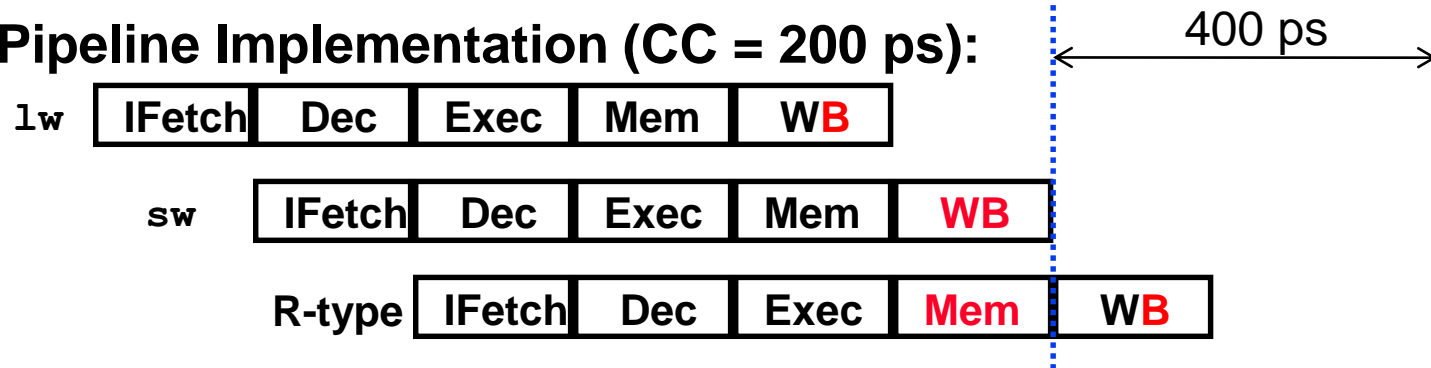 Pipeline Implementation (CC = 200 ps):
400 ps
lw IFetch Dec Exec Mem WB
sw IFetch Dec Exec Mem WB
R-type IFetch Dec Exec Mem WB